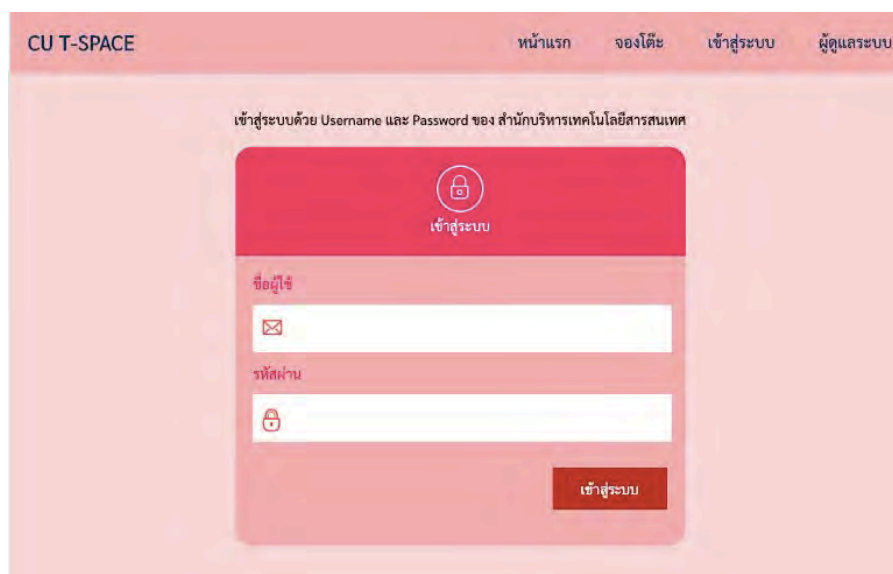 CU T-SPACE หน้าแรก จองโต๊ะ เข้าสู่ระบบ ผู้ดูแลระบบ
เข้าสู่ระบบด้วย Username และ Password ของ สำนักบริหารเทคโนโลยีสารสนเทศ
เข้าสู่ระบบ
ชื่อผู้ใช้
รหัสผ่าน
เข้าสู่ระบบ